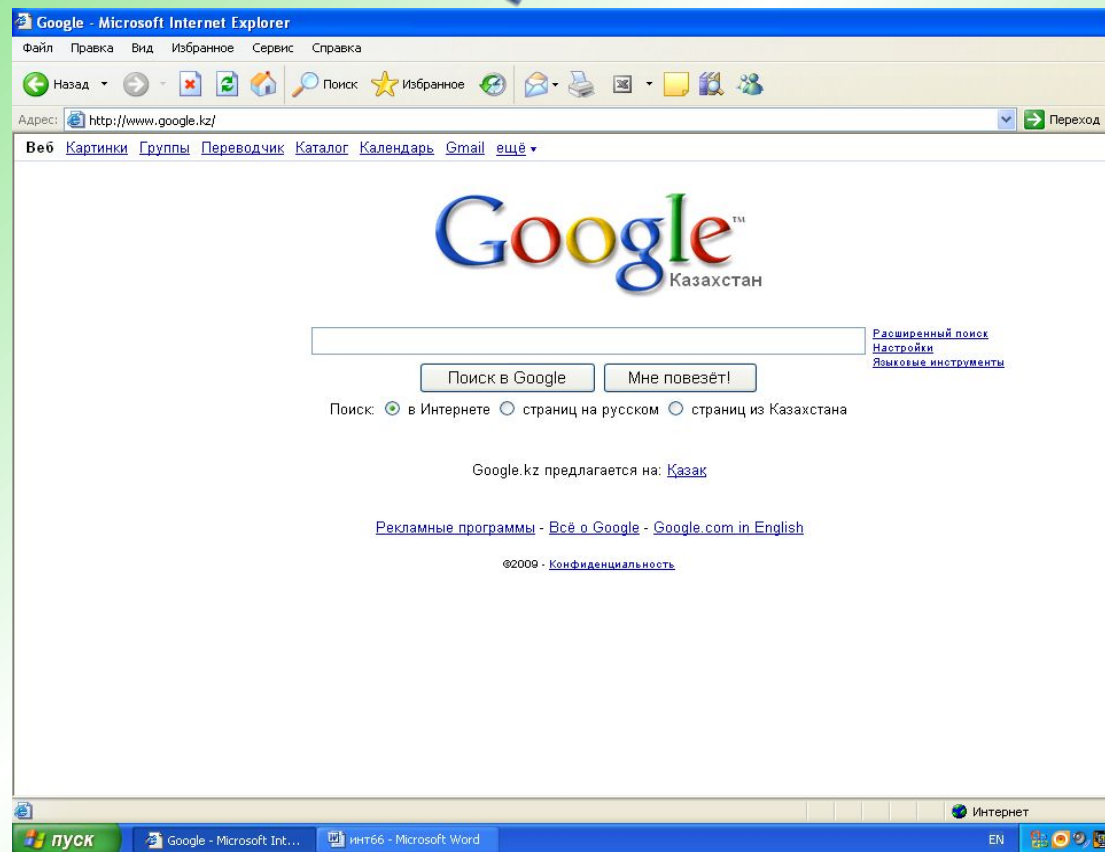 Google - Microsoft Internet Explorer
Файл Правка Вид Избранное Сервис Справка
Назад Поиск Избранное
Адрес: http://www.google.kz/ Переход
Веб Картинки Группы Переводчик Каталог Календарь Gmail ещё
Google™
Казахстан
Расширенный поиск
Настройки
Языковые инструменты
Поиск в Google Мне повезёт!
Поиск: в Интернете страниц на русском страниц из Казахстана
Google.kz предлагается на: Қазақ
Рекламные программы - Всё о Google - Google.com in English
©2009 - Конфиденциальность
Интернет
пуск Google - Microsoft Int... инт66 - Microsoft Word EN